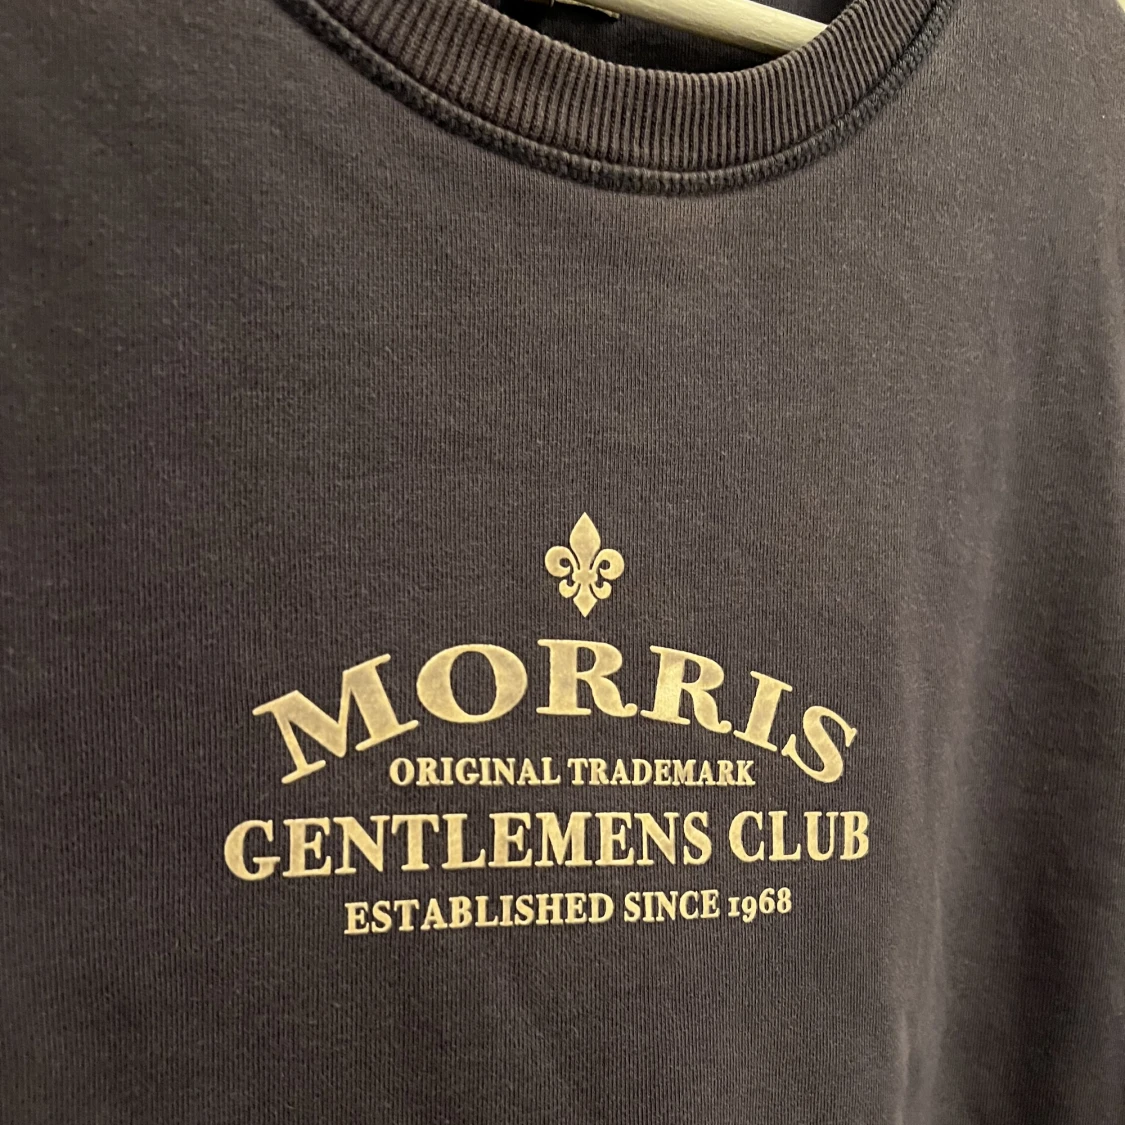 MORRIS
ORIGINAL TRADEMARK
GENTLEMENS CLUB
ESTABLISHED SINCE 1968